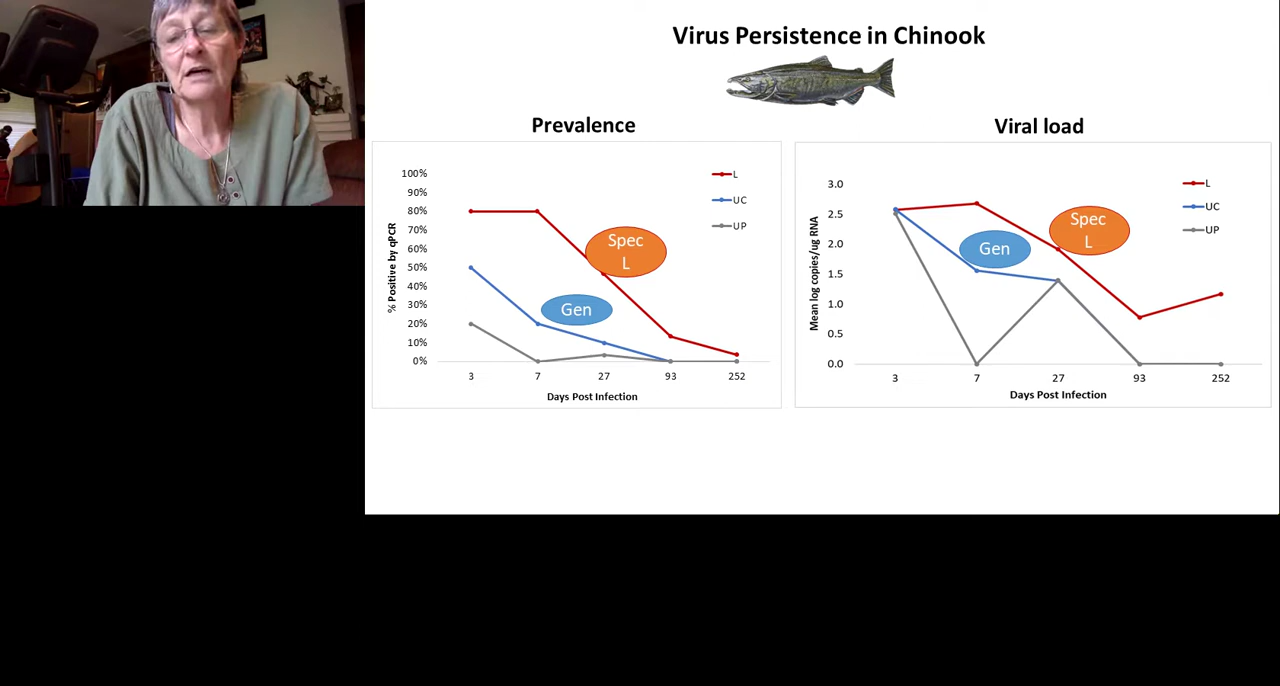 Virus Persistence in Chinook
Prevalence
100%
90%
80%
70%
60%
50%
40%
30%
20%
10%
0%
% Positive by qPCR
3
7
27
93
252
Days Post Infection
L
UC
UP
Spec
L
Gen
Viral load
3.0
2.5
2.0
1.5
1.0
0.5
0.0
Mean log copies/ug RNA
3
7
27
93
252
Days Post Infection
L
UC
UP
Gen
Spec
L